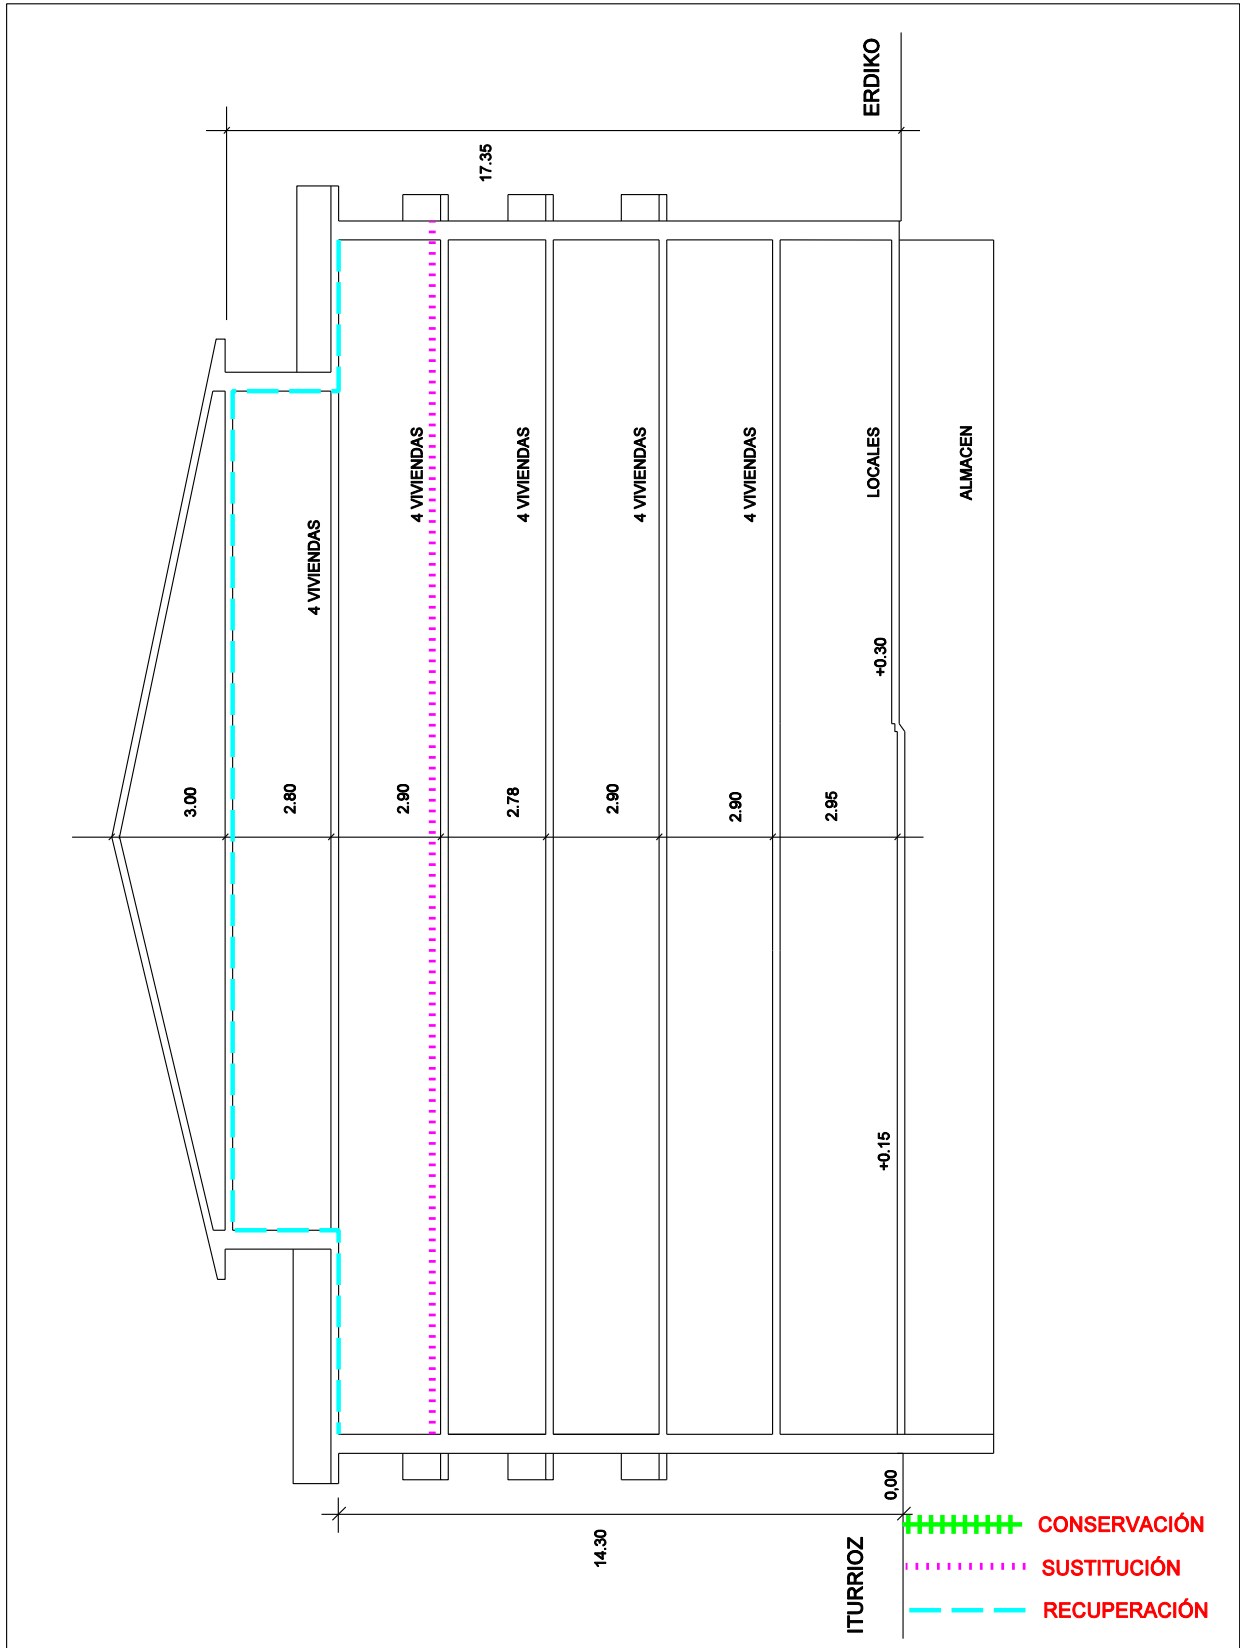 ERDIKO
17.35
4 VIVIENDAS
4 VIVIENDAS
4 VIVIENDAS
4 VIVIENDAS
4 VIVIENDAS
LOCALES
ALMACEN
+0.30
3.00
2.80
2.90
2.78
2.90
2.90
2.95
+0.15
0,00
14.30
ITURRIOZ
CONSERVACIÓN
SUSTITUCIÓN
RECUPERACIÓN